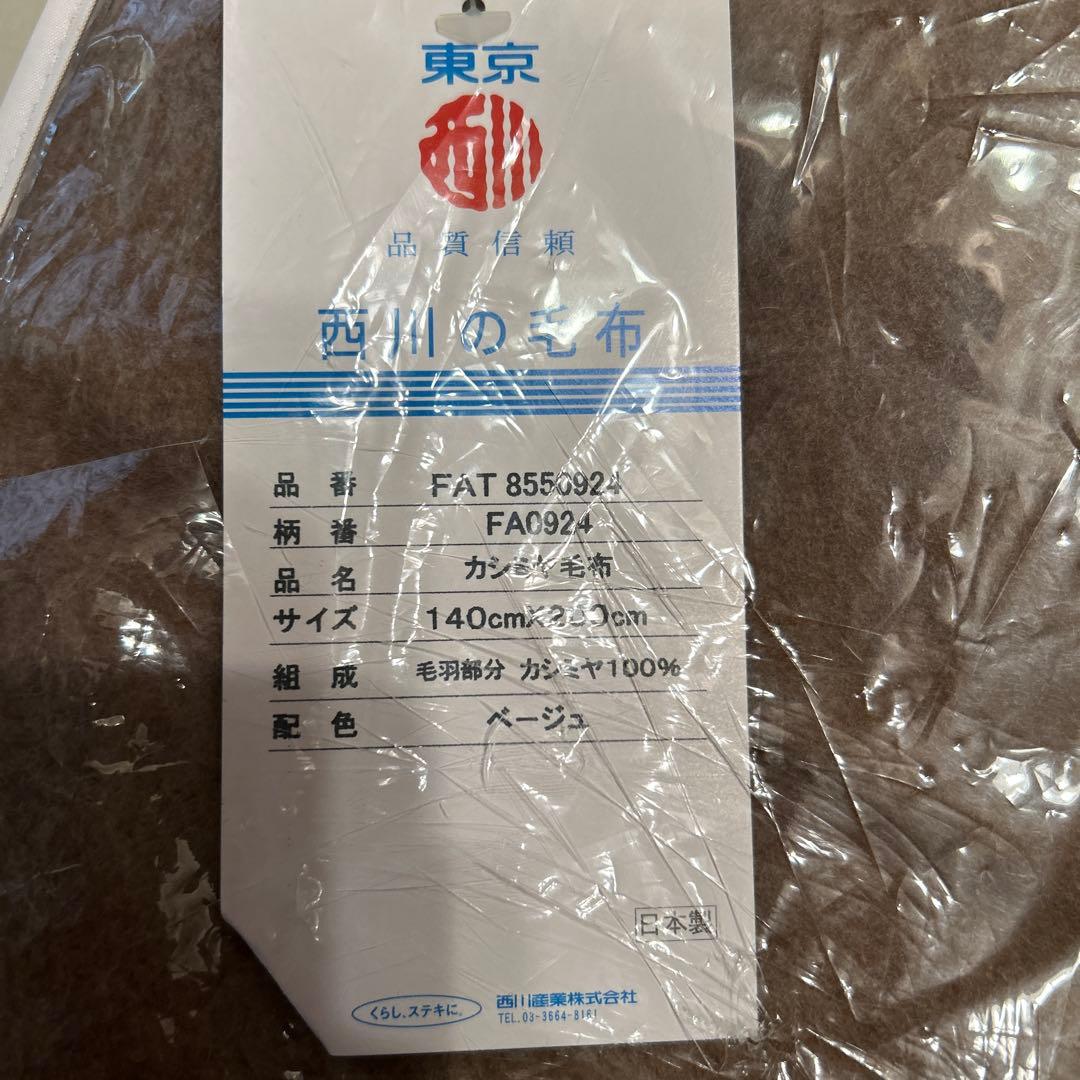 東京
西川
品質信頼
西川の毛布
品番 FAT 8550924
柄番 FA0924
品名 カシミヤ毛布
サイズ 140cm×200cm
組成 毛羽部分 カシミヤ100%
配色 ベージュ
日本製
くらし、ステキに。
西川産業株式会社
TEL.03-3664-8161